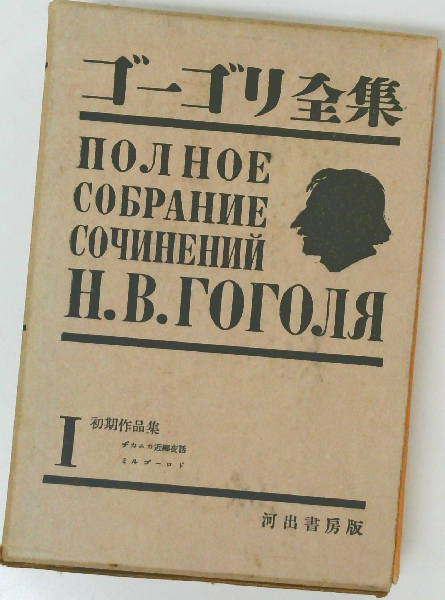 ゴーゴリ全集
ПОЛНОЕ
СОБРАНИЕ
СОЧИНЕНИЙ
Н.В.ГОГОЛЯ
I
初期作品集
ヂカニカ近郷夜話
ミルゴーロド
河出書房版